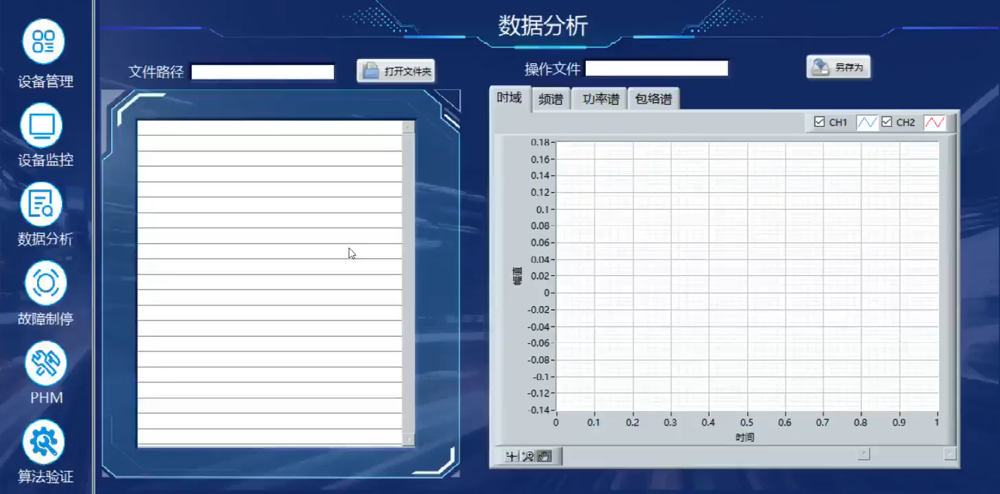 数据分析
设备管理
设备监控
数据分析
故障制停
PHM
算法验证
文件路径
打开文件夹
操作文件
另存为
时域 频谱 功率谱 包络谱
CH1 CH2
幅值
0.18
0.16
0.14
0.12
0.1
0.08
0.06
0.04
0.02
0
-0.02
-0.04
-0.06
-0.08
-0.1
-0.12
-0.14
0 0.1 0.2 0.3 0.4 0.5 0.6 0.7 0.8 0.9 1
时间